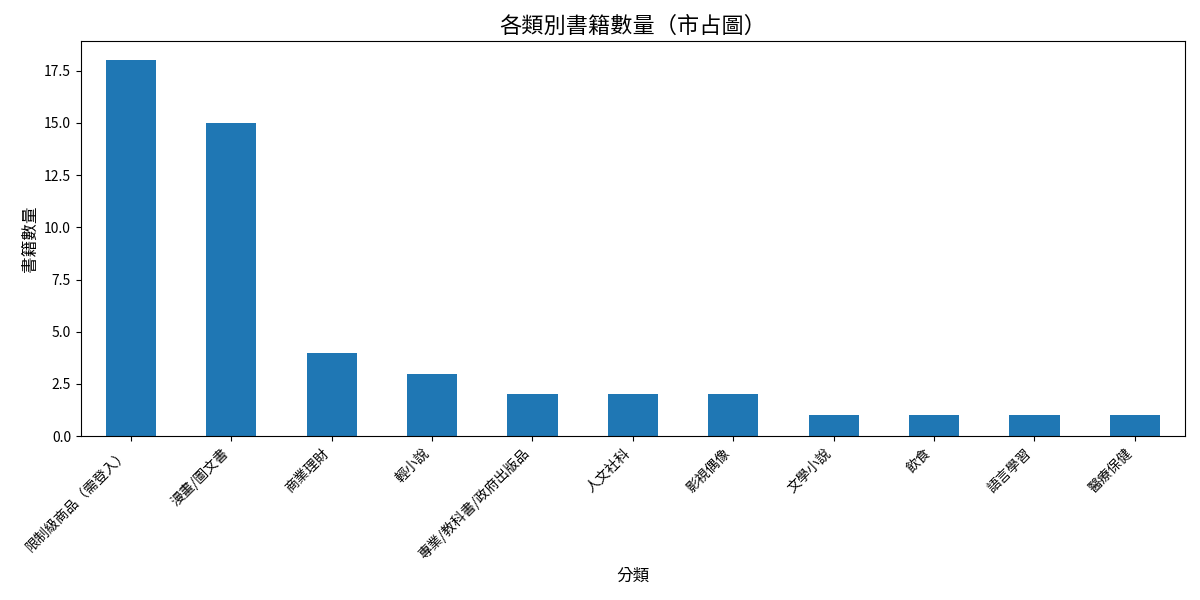 各類別書籍數量（市占圖）
書籍數量
17.5
15.0
12.5
10.0
7.5
5.0
2.5
0.0
限制級商品（需登入）
漫畫/圖文書
商業理財
輕小說
專業/教科書/政府出版品
人文社科
影視偶像
文學小說
飲食
語言學習
醫療保健
分類